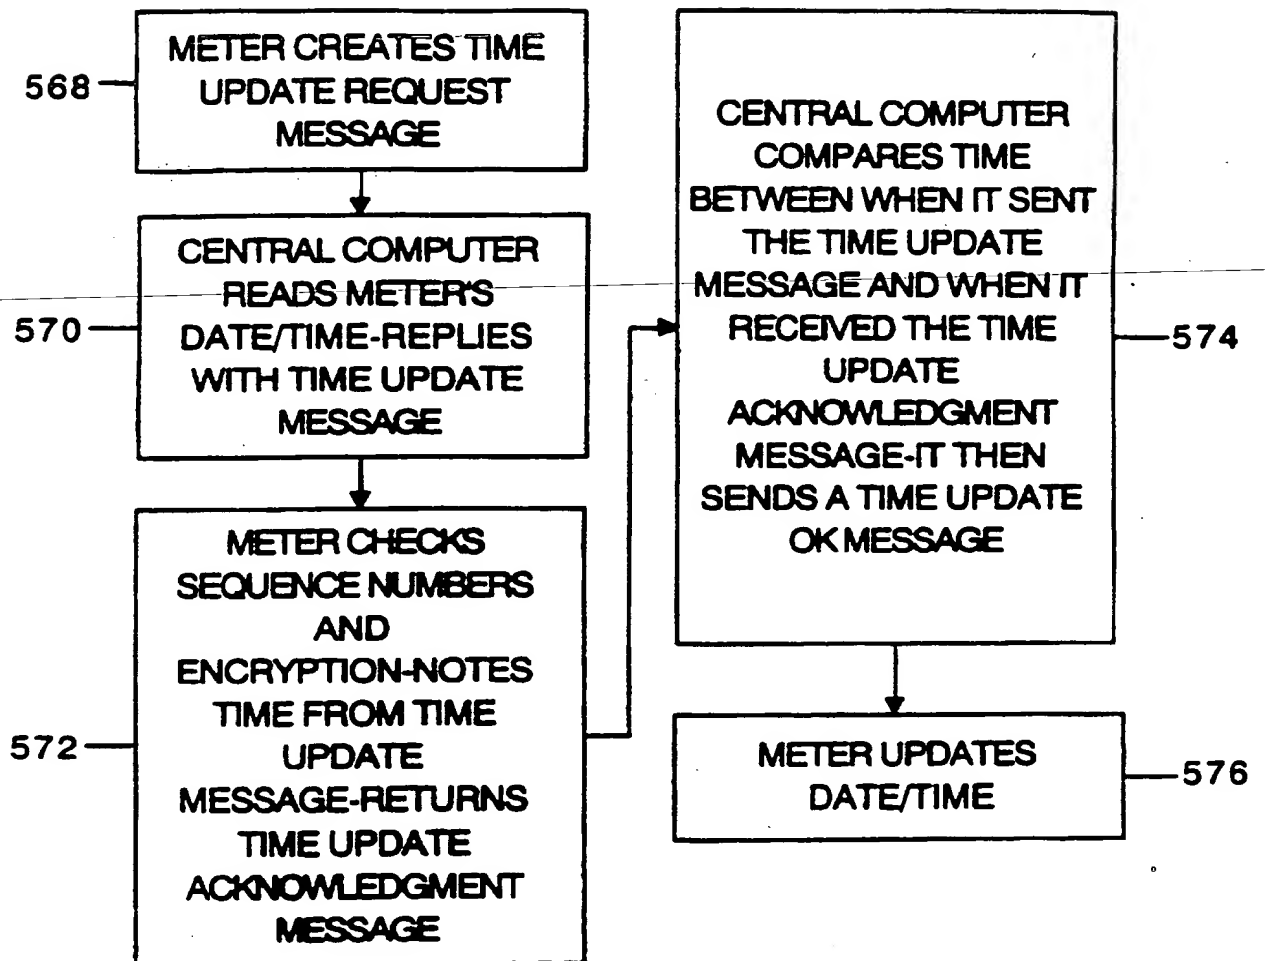 568
METER CREATES TIME
UPDATE REQUEST
MESSAGE
570
CENTRAL COMPUTER
READS METER'S
DATE/TIME-REPLIES
WITH TIME UPDATE
MESSAGE
572
METER CHECKS
SEQUENCE NUMBERS
AND
ENCRYPTION-NOTES
TIME FROM TIME
UPDATE
MESSAGE-RETURNS
TIME UPDATE
ACKNOWLEDGMENT
MESSAGE
CENTRAL COMPUTER
COMPARES TIME
BETWEEN WHEN IT SENT
THE TIME UPDATE
MESSAGE AND WHEN IT
RECEIVED THE TIME
UPDATE
ACKNOWLEDGMENT
MESSAGE-IT THEN
SENDS A TIME UPDATE
OK MESSAGE
574
METER UPDATES
DATE/TIME
576